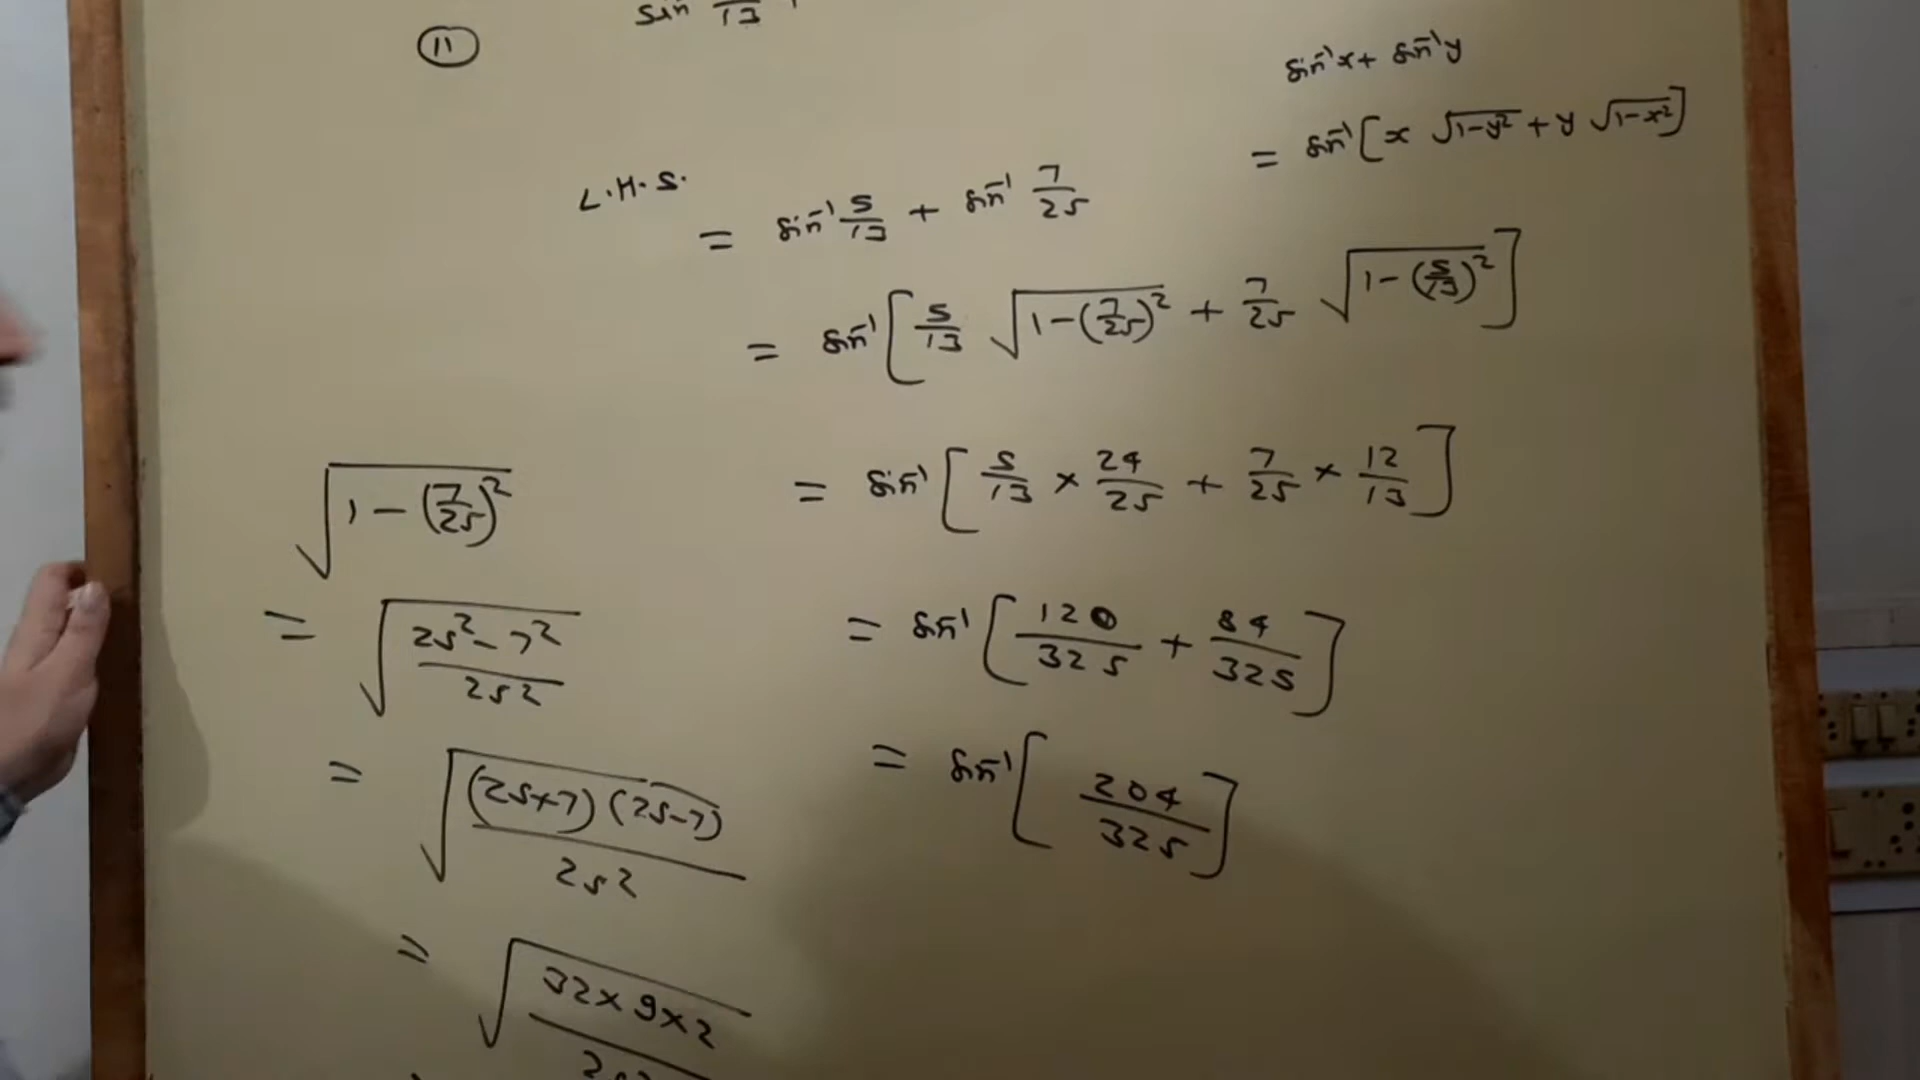 (11)
sin 13
sin⁻¹x + sin⁻¹y
= sin⁻¹[x √(1-y²) + y √(1-x²)]
L.H.S.
= sin⁻¹ 5/13 + sin⁻¹ 7/25
= sin⁻¹[5/13 √(1-(7/25)²) + 7/25 √(1-(5/13)²)]
= sin⁻¹[5/13 × 24/25 + 7/25 × 12/13]
= sin⁻¹[120/325 + 84/325]
= sin⁻¹[204/325]
√(1-(7/25)²)
= √((25²-7²)/25²)
= √((25+7)(25-7)/25²)
= √(32×9×2/25²)